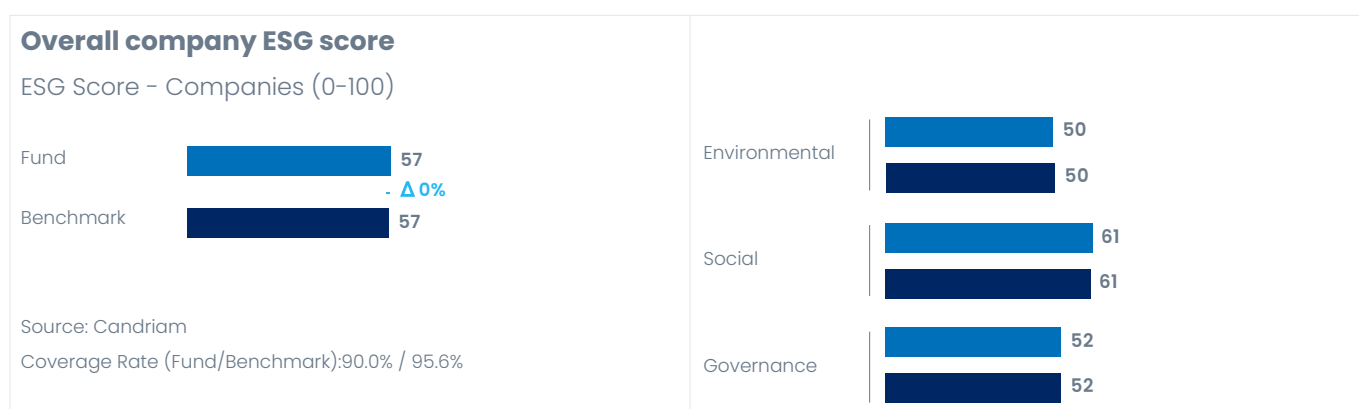 Overall company ESG score
ESG Score - Companies (0-100)
Fund
57
- Δ 0%
Benchmark
57
Source: Candriam
Coverage Rate (Fund/Benchmark):90.0% / 95.6%
Environmental
50
50
Social
61
61
Governance
52
52